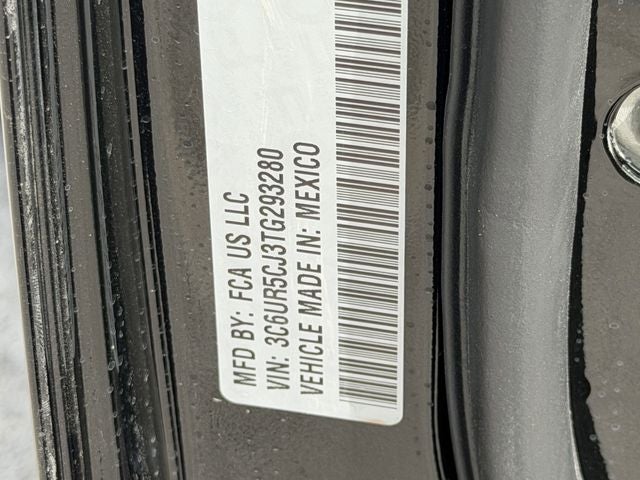 MFD BY: FCA US LLC
VIN: 3C6UR5CJ3TG293280
VEHICLE MADE IN: MEXICO